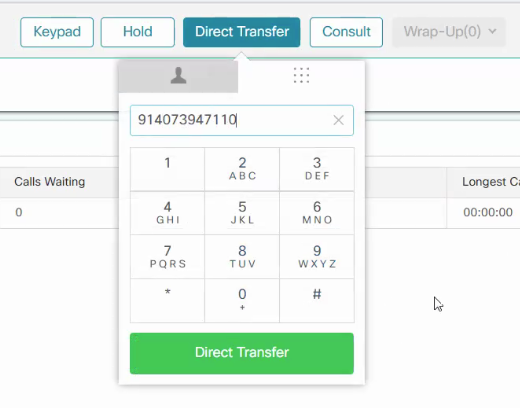 Keypad Hold Direct Transfer Consult Wrap-Up(0)
914073947110
Calls Waiting Longest Ca
0 00:00:00
1 2 3
ABC DEF
4 5 6
GHI JKL MNO
7 8 9
PQRS TUV WXYZ
* 0 #
+
Direct Transfer